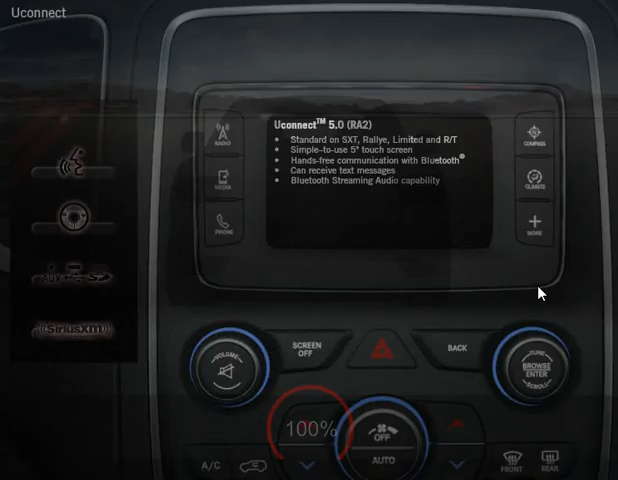 Uconnect
Uconnect™ 5.0 (RA2)
Standard on SXT, Rallye, Limited and R/T
Simple-to-use 5" touch screen
Hands-free communication with Bluetooth®
Can receive text messages
Bluetooth Streaming Audio capability
RADIO
MEDIA
PHONE
COMPASS
CLIMATE
MORE
AUX
SD
((SiriusXM))
VOLUME
SCREEN OFF
BACK
TUNE
BROWSE
ENTER
SCROLL
100%
OFF
AUTO
A/C
FRONT
REAR